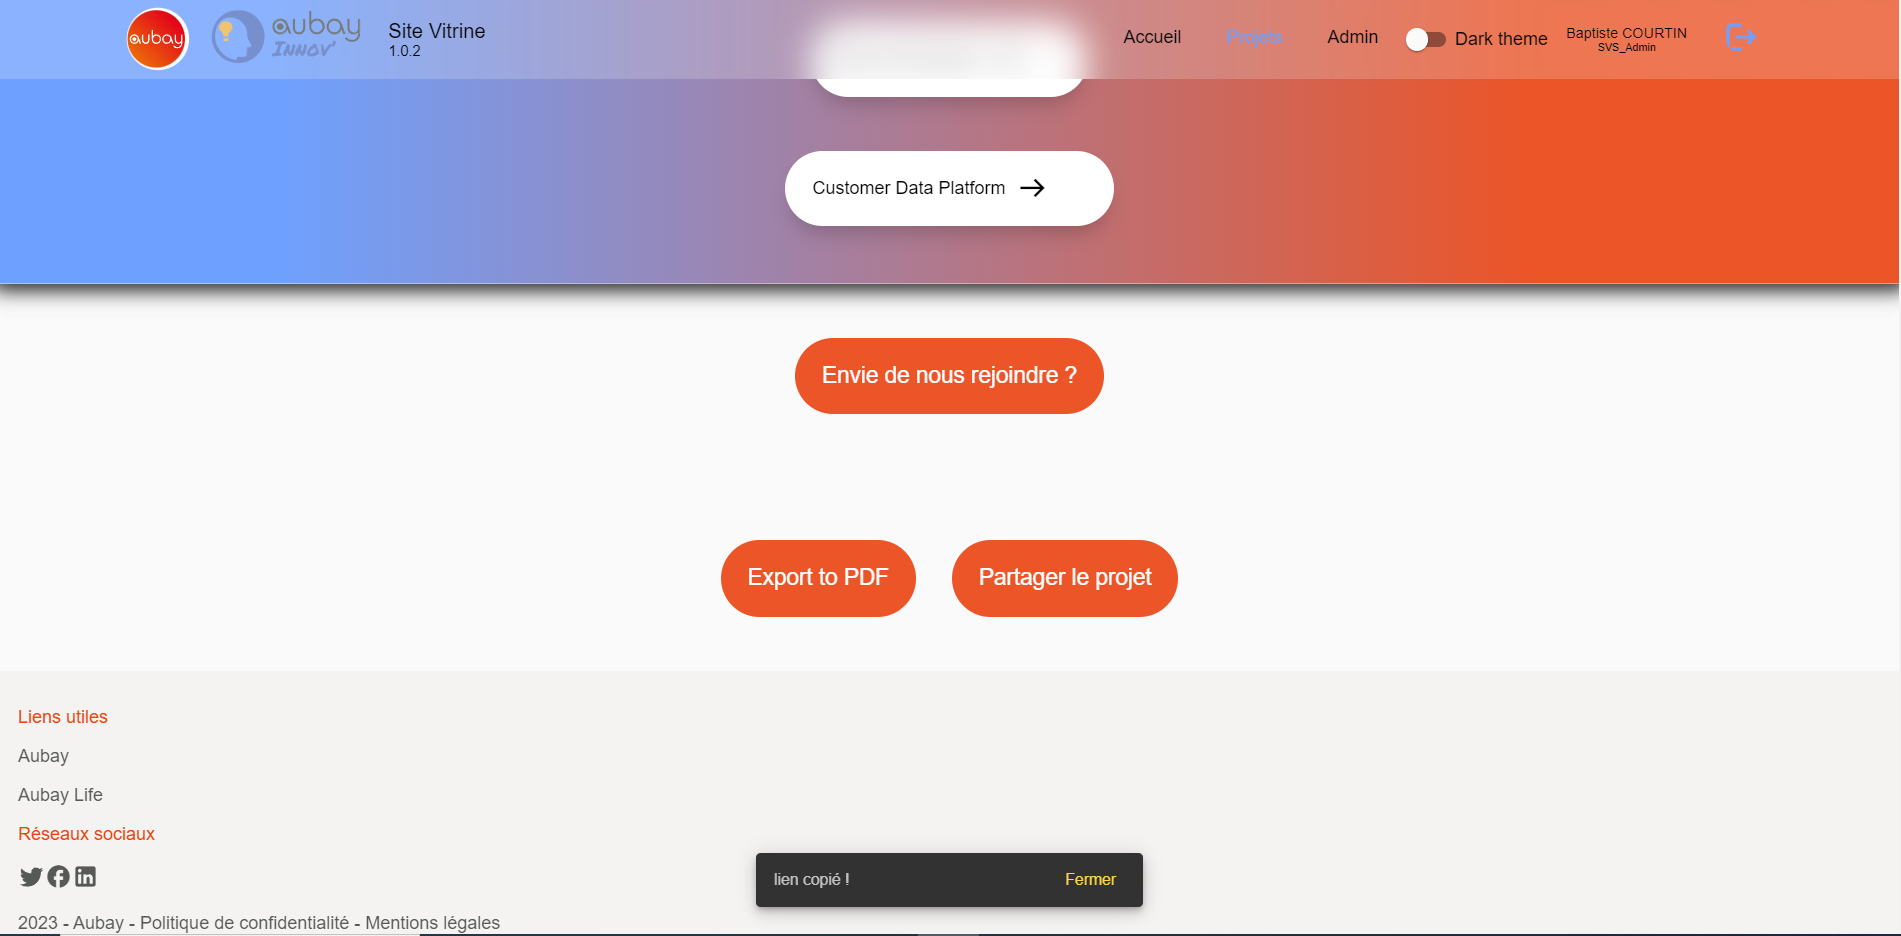 aubay
aubay
INNOV'
Site Vitrine
1.0.2
Accueil
Projets
Admin
Dark theme
Baptiste COURTIN
SVS_Admin
Customer Data Platform
Envie de nous rejoindre ?
Export to PDF
Partager le projet
Liens utiles
Aubay
Aubay Life
Réseaux sociaux
lien copié !
Fermer
2023 - Aubay - Politique de confidentialité - Mentions légales